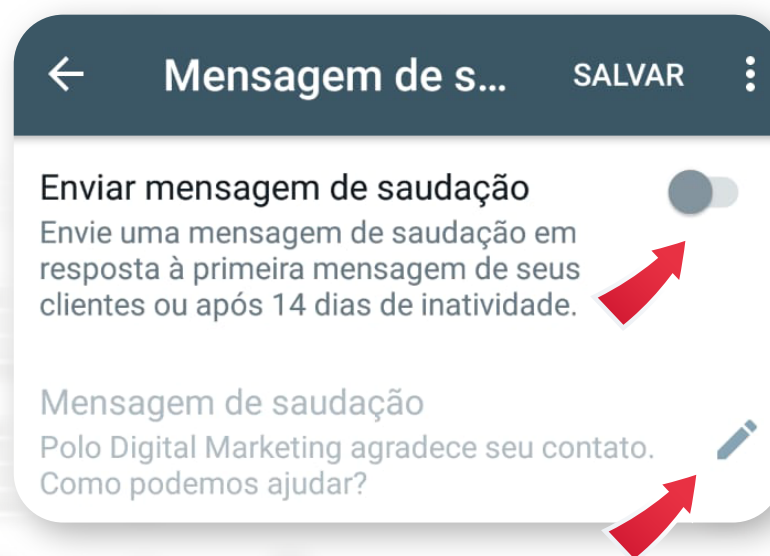 Mensagem de s... SALVAR
Enviar mensagem de saudação
Envie uma mensagem de saudação em
resposta à primeira mensagem de seus
clientes ou após 14 dias de inatividade.
Mensagem de saudação
Polo Digital Marketing agradece seu contato.
Como podemos ajudar?